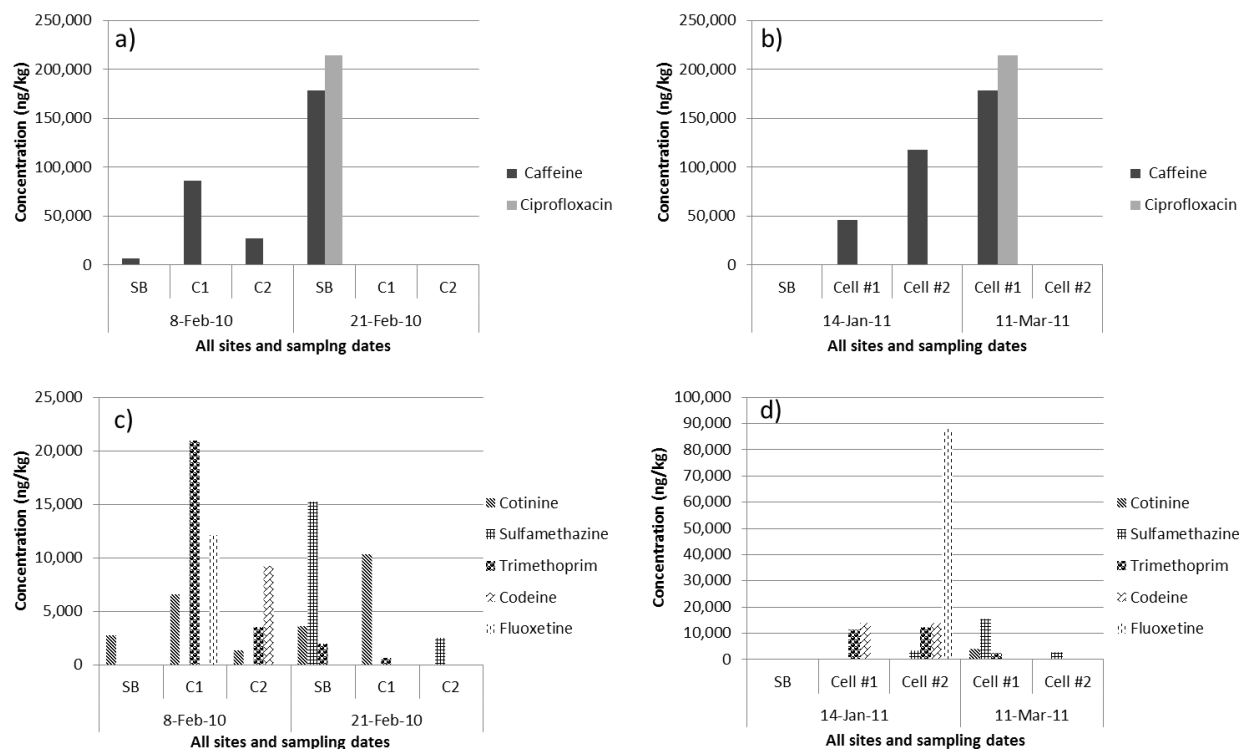 a)
Concentration (ng/kg)
250,000
200,000
150,000
100,000
50,000
0
SB C1 C2 SB C1 C2
8-Feb-10 21-Feb-10
All sites and samplng dates
Caffeine
Ciprofloxacin
b)
Concentration (ng/kg)
250,000
200,000
150,000
100,000
50,000
0
SB Cell #1 Cell #2 Cell #1 Cell #2
14-Jan-11 11-Mar-11
All sites and sampling dates
Caffeine
Ciprofloxacin
c)
Concentration (ng/kg)
25,000
20,000
15,000
10,000
5,000
0
SB C1 C2 SB C1 C2
8-Feb-10 21-Feb-10
All sites and sampling dates
Cotinine
Sulfamethazine
Trimethoprim
Codeine
Fluoxetine
d)
Concentration (ng/kg)
100,000
90,000
80,000
70,000
60,000
50,000
40,000
30,000
20,000
10,000
0
SB Cell #1 Cell #2 Cell #1 Cell #2
14-Jan-11 11-Mar-11
All sites and sampling dates
Cotinine
Sulfamethazine
Trimethoprim
Codeine
Fluoxetine